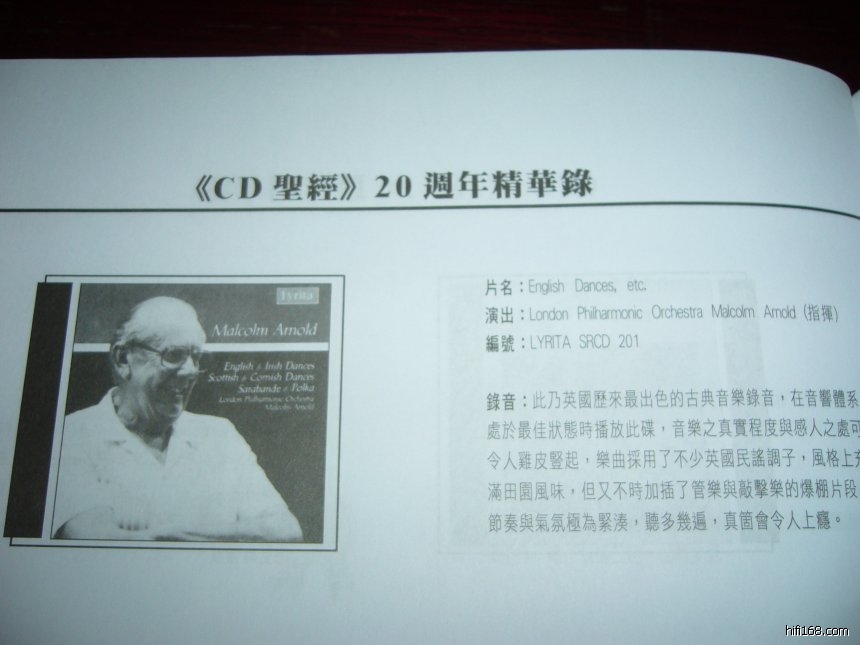 《CD 聖經》20 週年精華錄
Lyrita
Malcolm Arnold
English & Irish Dances
Scottish & Cornish Dances
Sarabande & Polka
London Philharmonic Orchestra
Malcolm Arnold
片名：English Dances, etc.
演出：London Philharmonic Orchestra Malcolm Arnold (指揮)
編號：LYRITA SRCD 201
錄音：此乃英國歷來最出色的古典音樂錄音，在音響體系
處於最佳狀態時播放此碟，音樂之真實程度與感人之處可
令人雞皮豎起，樂曲採用了不少英國民謠調子，風格上充
滿田園風味，但又不時加插了管樂與敲擊樂的爆棚片段
節奏與氣氛極為緊湊，聽多幾遍，真箇會令人上癮。
hifi168.com